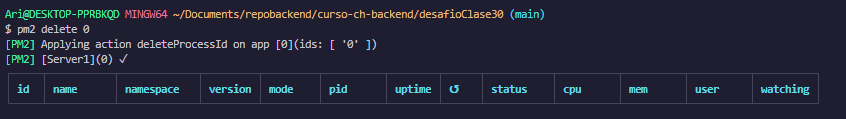 Ari@DESKTOP-PPRBKQD MINGW64 ~/Documents/repobackend/curso-ch-backend/desafioClase30 (main)
$ pm2 delete 0
[PM2] Applying action deleteProcessId on app [0](ids: [ '0' ])
[PM2] [Server1](0) ✓
id name namespace version mode pid uptime ↺ status cpu mem user watching